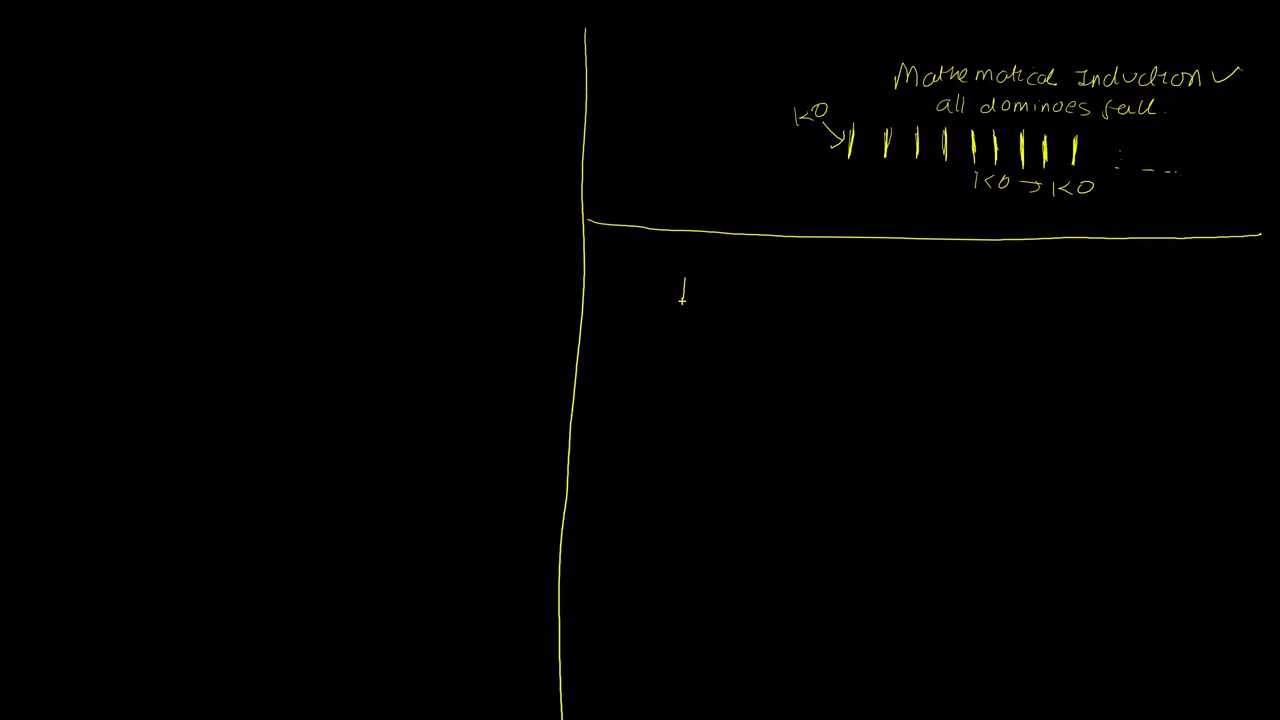 Mathematical Induction ✓
all dominoes fall.
KO
KO → KO